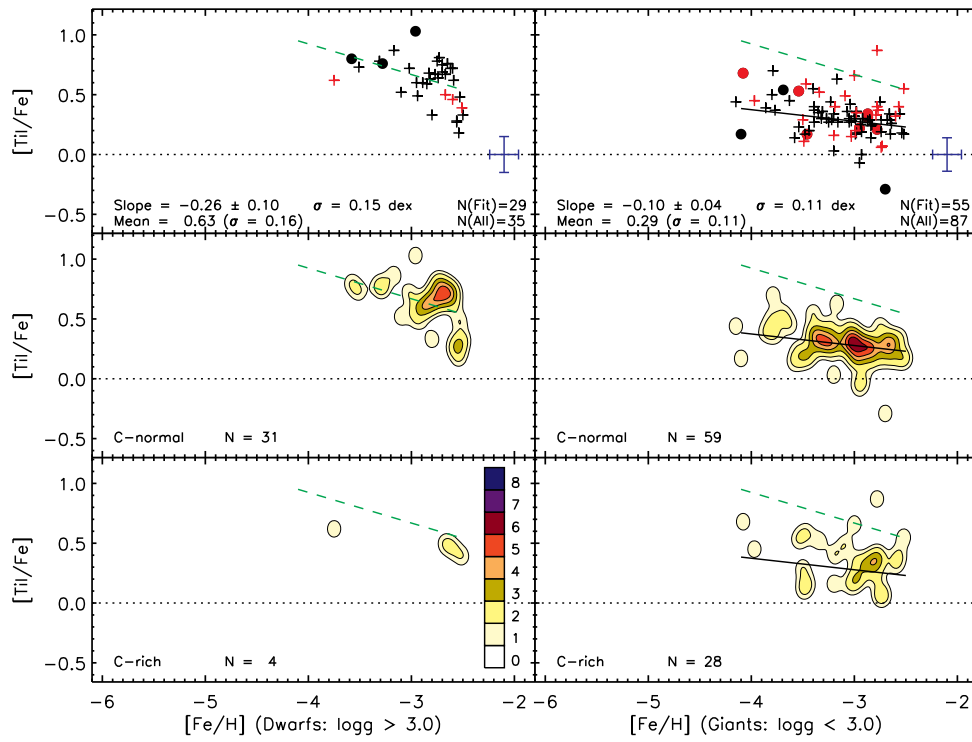 1.0
0.5
0.0
−0.5
[TiI/Fe]
Slope = −0.26 ± 0.10 σ = 0.15 dex N(Fit)=29
Mean = 0.63 (σ = 0.16) N(All)=35
Slope = −0.10 ± 0.04 σ = 0.11 dex N(Fit)=55
Mean = 0.29 (σ = 0.11) N(All)=87
1.0
0.5
0.0
−0.5
[TiI/Fe]
C−normal N = 31
C−normal N = 59
1.0
0.5
0.0
−0.5
[TiI/Fe]
C−rich N = 4
8
7
6
5
4
3
2
1
0
C−rich N = 28
−6 −5 −4 −3 −2
−6 −5 −4 −3 −2
[Fe/H] (Dwarfs: logg > 3.0)
[Fe/H] (Giants: logg < 3.0)